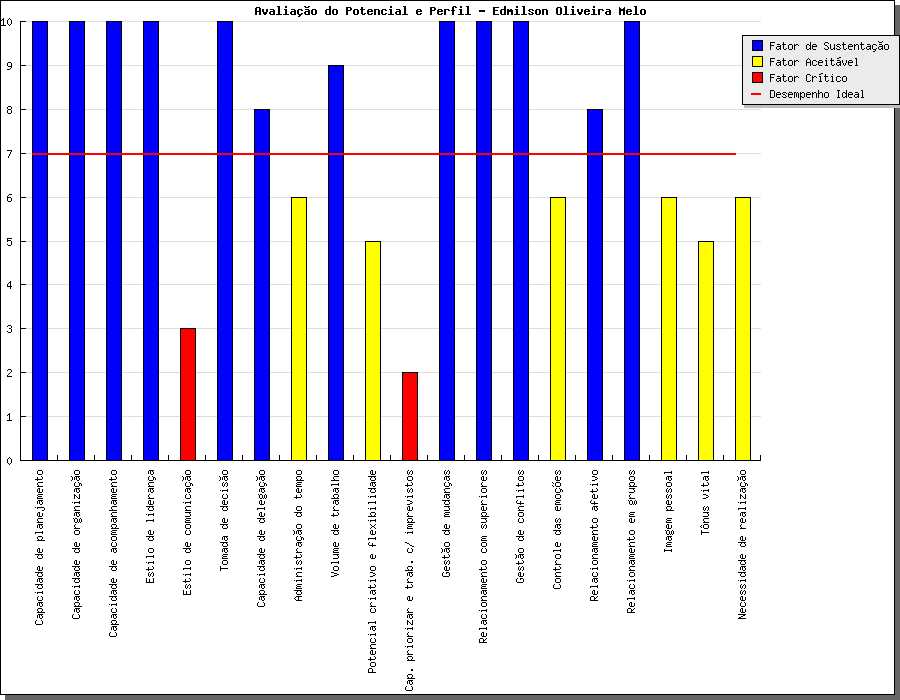 Avaliação do Potencial e Perfil - Edmilson Oliveira Melo
Fator de Sustentação
Fator Aceitável
Fator Crítico
Desempenho Ideal
10
9
8
7
6
5
4
3
2
1
0
Capacidade de planejamento
Capacidade de organização
Capacidade de acompanhamento
Estilo de liderança
Estilo de comunicação
Tomada de decisão
Capacidade de delegação
Administração do tempo
Volume de trabalho
Potencial criativo e flexibilidade
Cap. priorizar e trab. c/ imprevistos
Gestão de mudanças
Relacionamento com superiores
Gestão de conflitos
Controle das emoções
Relacionamento afetivo
Relacionamento em grupos
Imagem pessoal
Tônus vital
Necessidade de realização